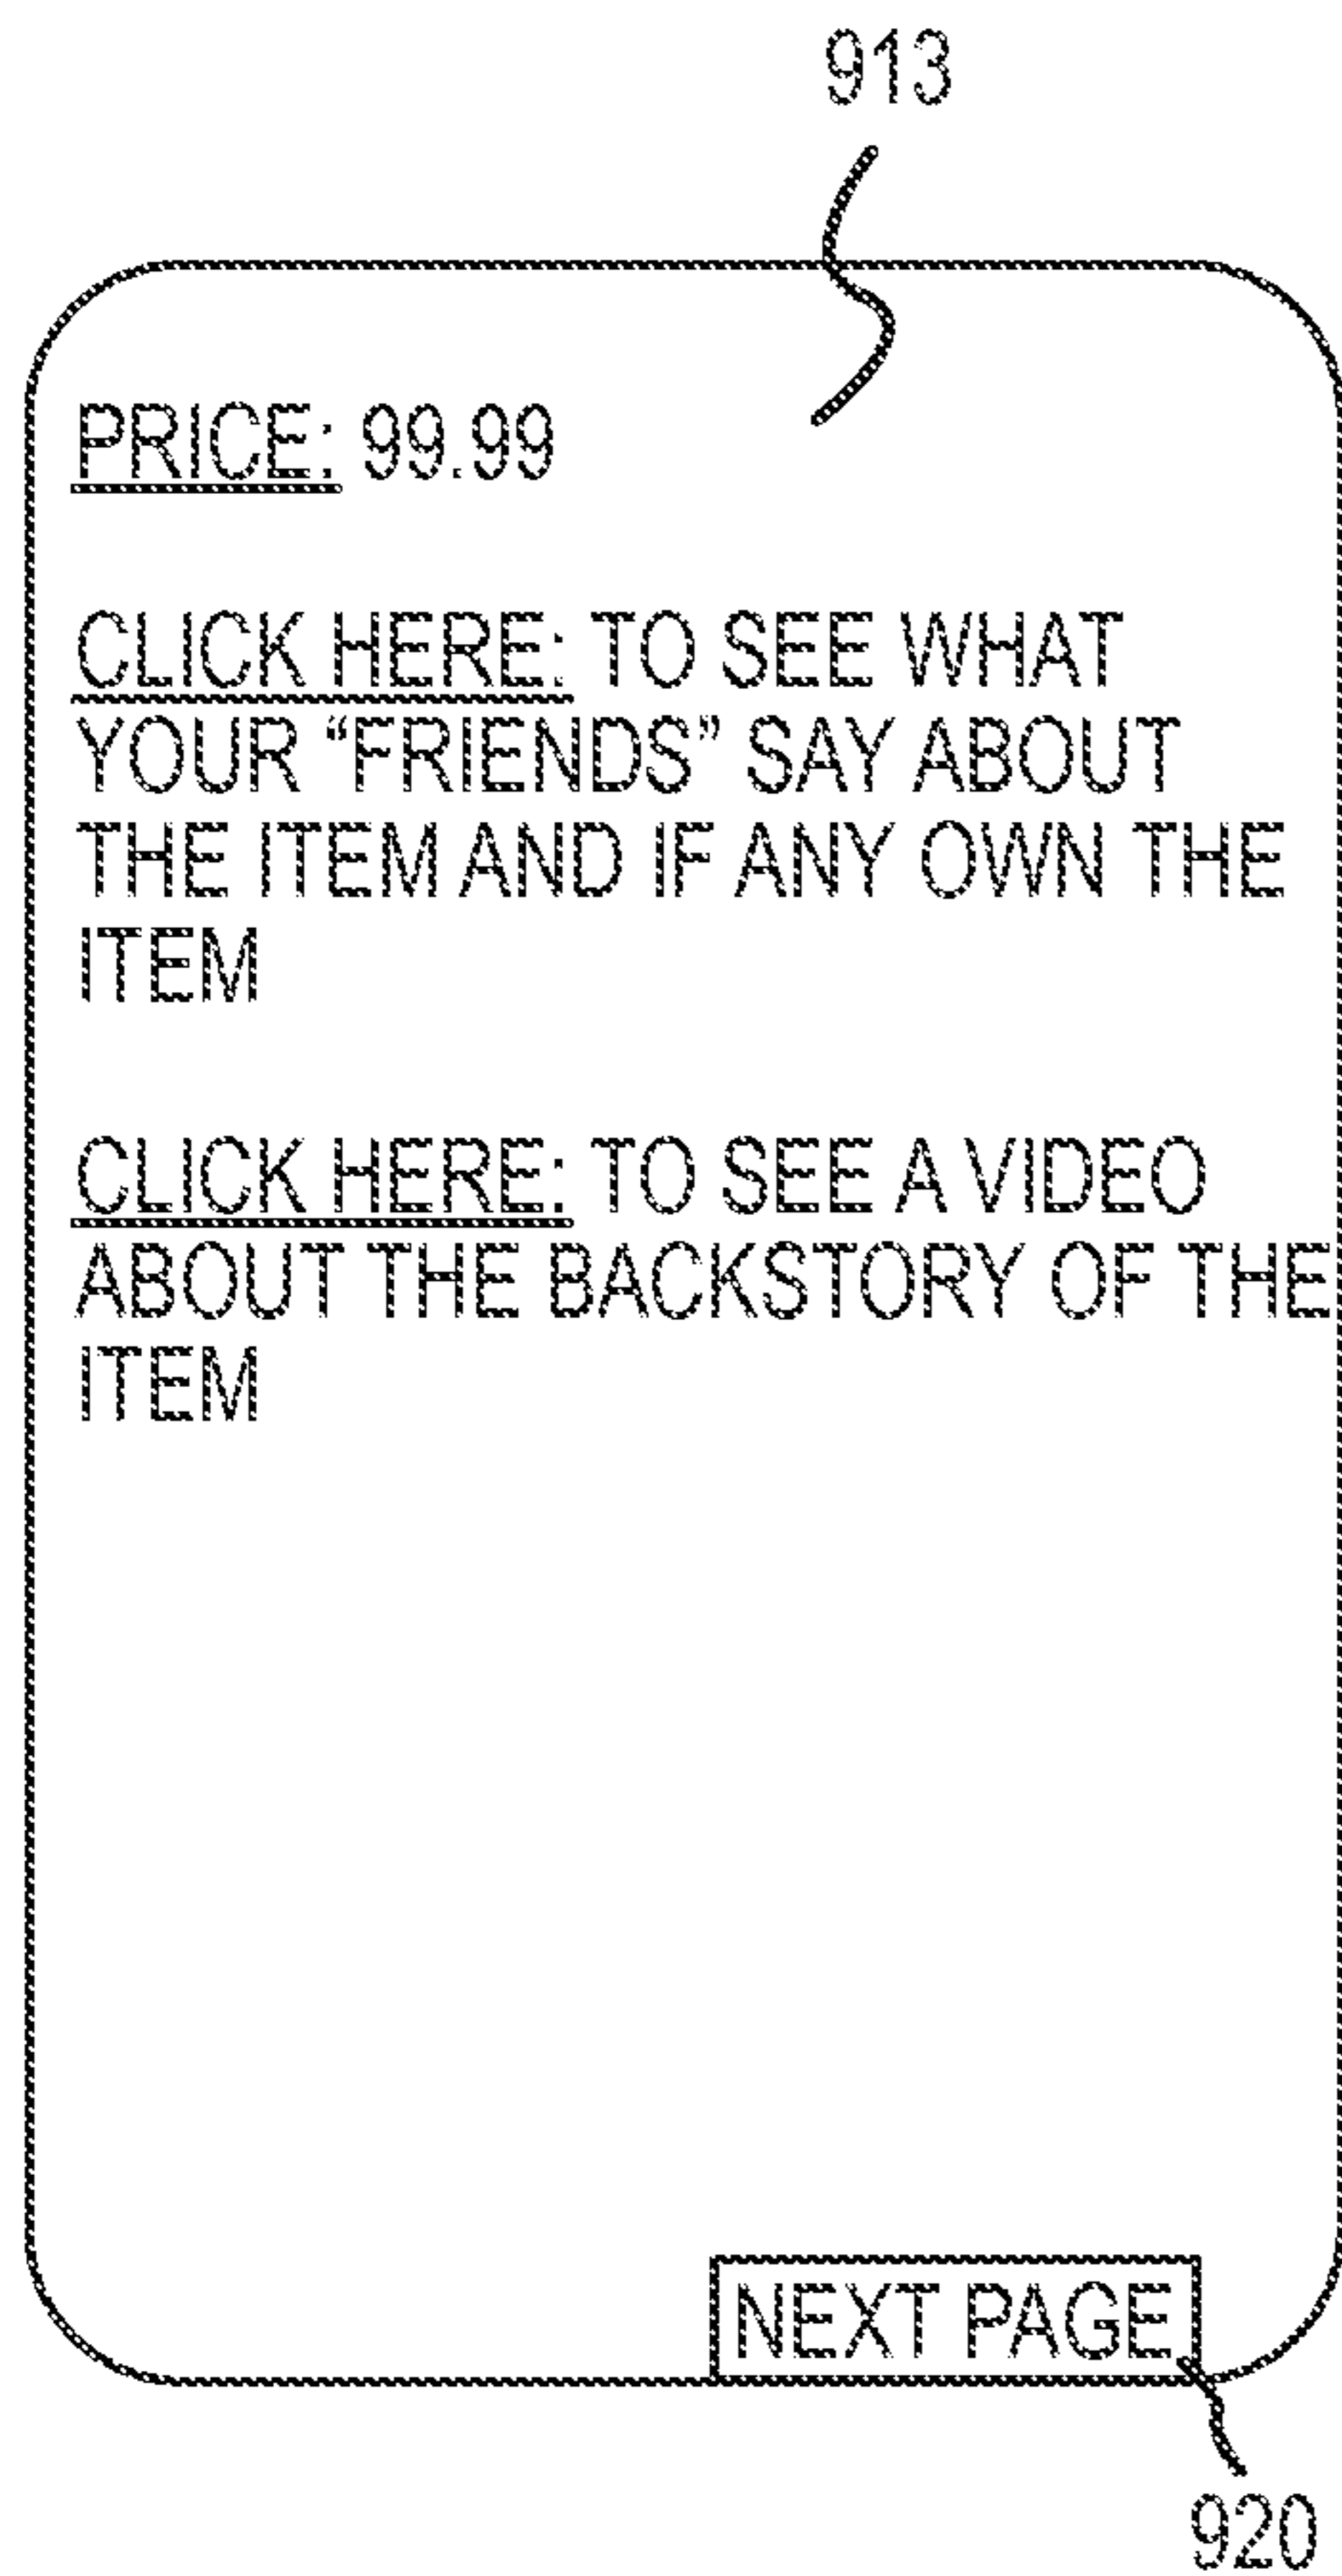 913
PRICE: 99.99
CLICK HERE: TO SEE WHAT
YOUR “FRIENDS” SAY ABOUT
THE ITEM AND IF ANY OWN THE
ITEM
CLICK HERE: TO SEE A VIDEO
ABOUT THE BACKSTORY OF THE
ITEM
NEXT PAGE
920